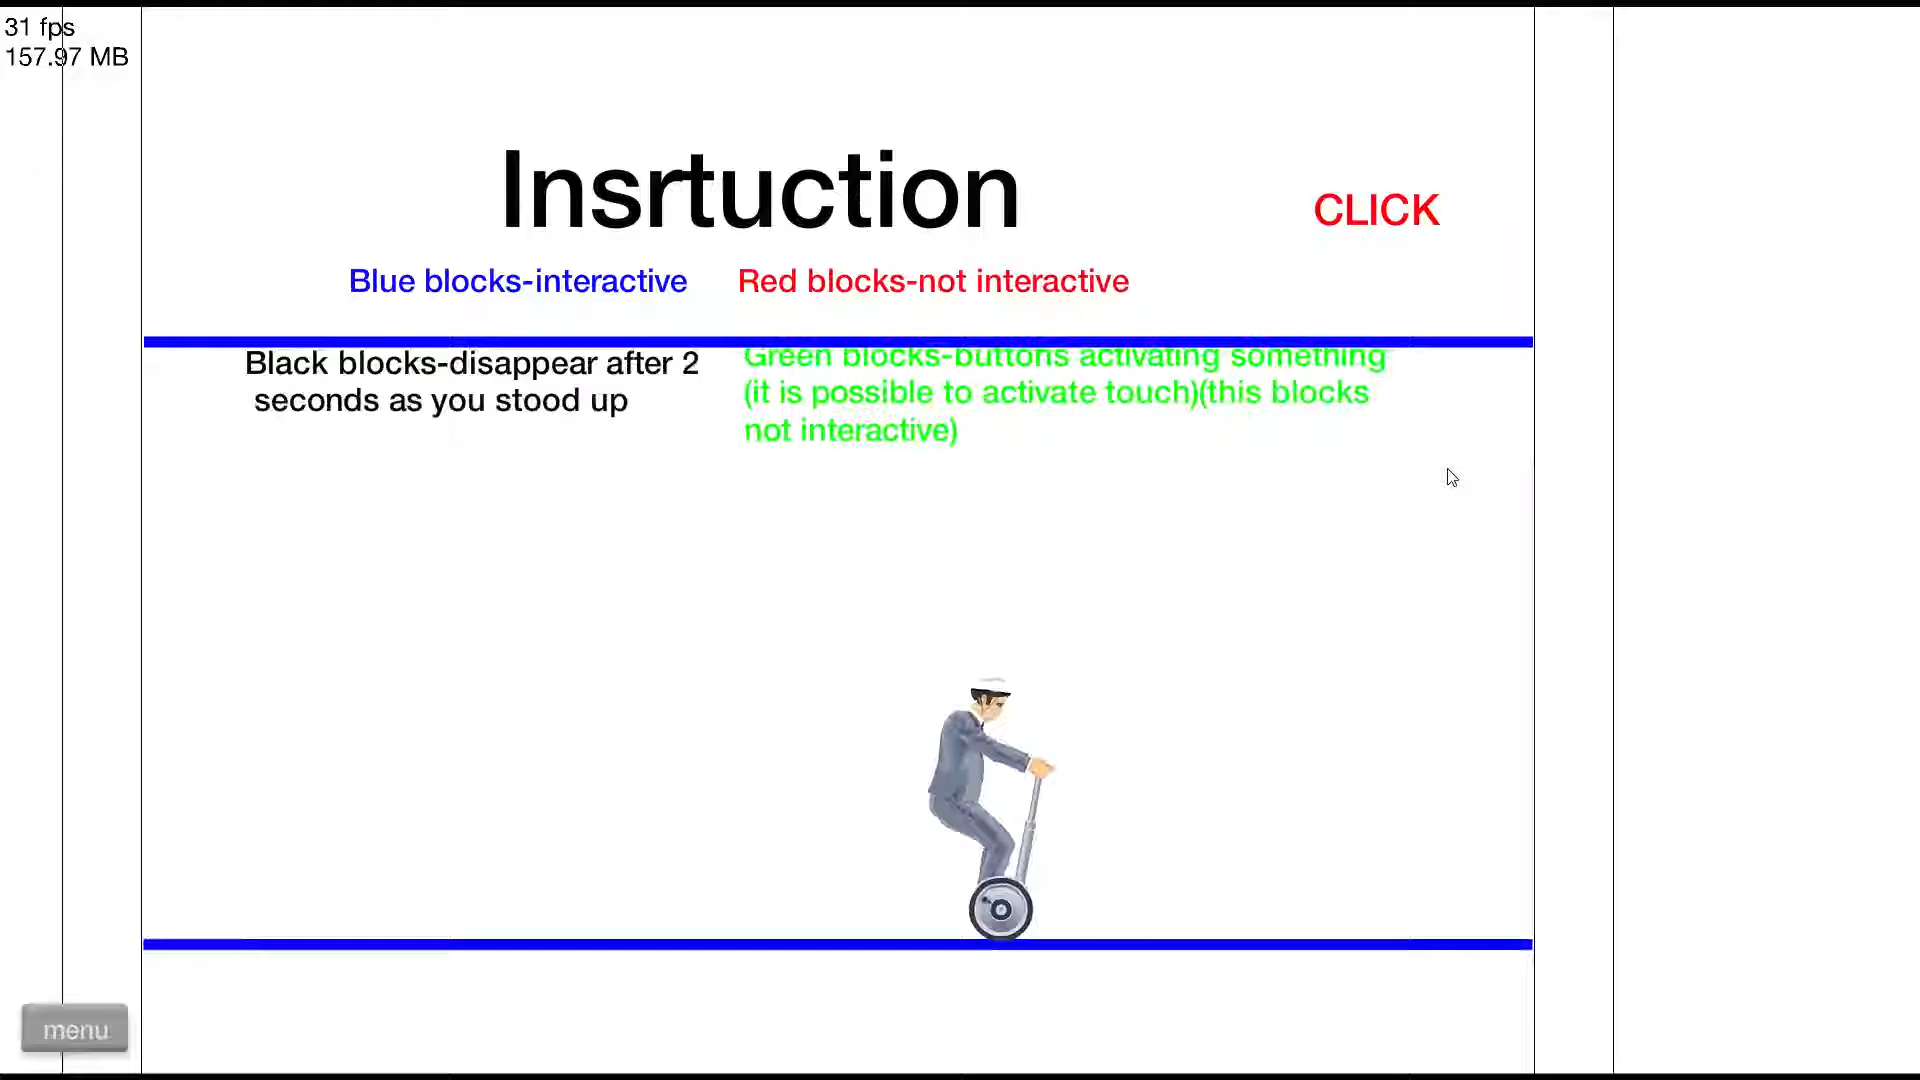 31 fps
157.97 MB
Insrtuction
CLICK
Blue blocks-interactive
Red blocks-not interactive
Black blocks-disappear after 2
seconds as you stood up
Green blocks-buttons activating something
(it is possible to activate touch)(this blocks
not interactive)
menu